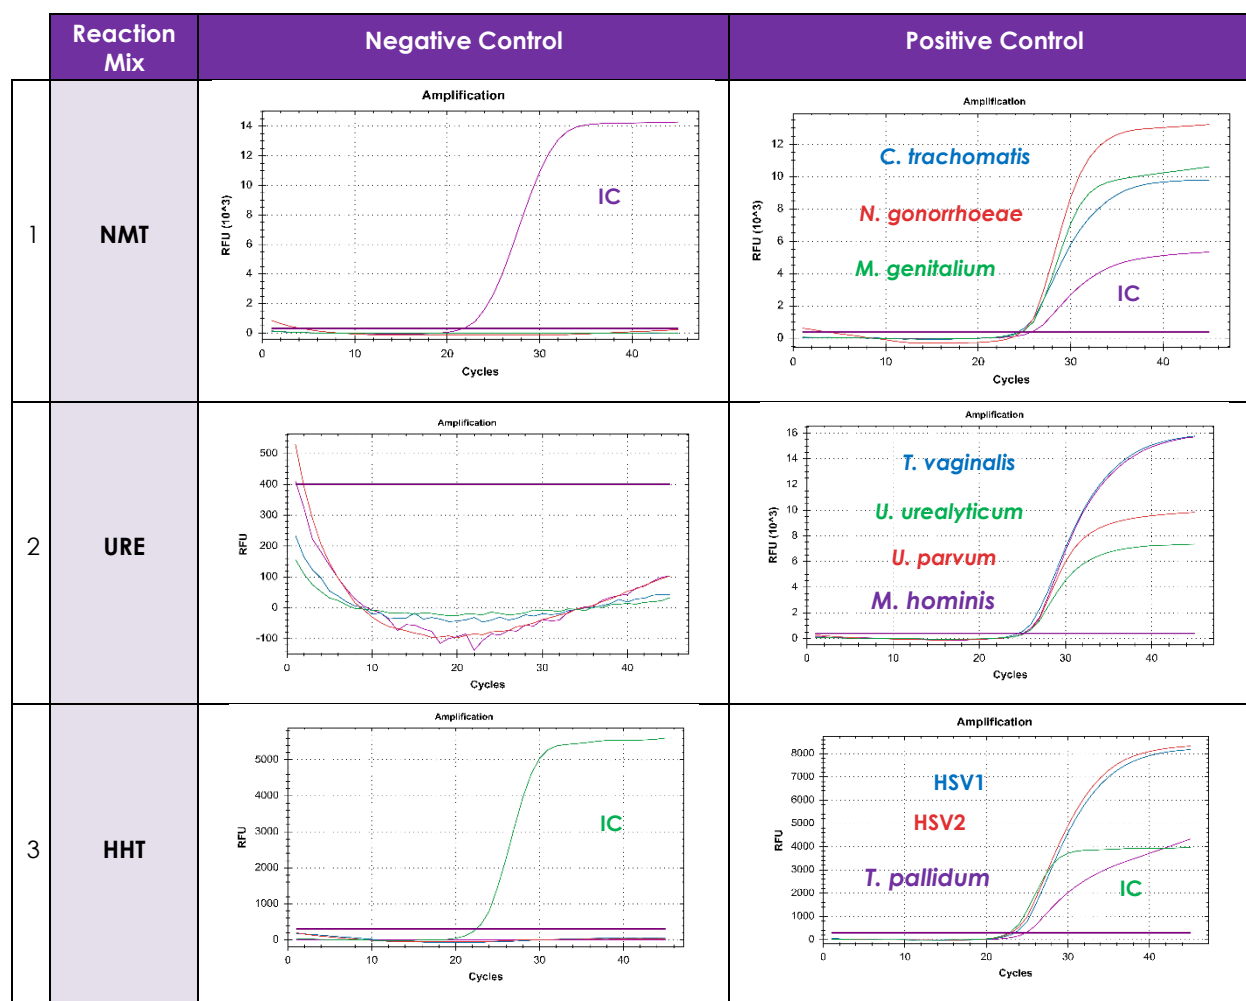 Reaction
Mix
Negative Control
Positive Control
1
NMT
Amplification
RFU (10^3)
14
12
10
8
6
4
2
0
0
10
20
30
40
Cycles
IC
Amplification
RFU (10^3)
12
10
8
6
4
2
0
0
10
20
30
40
Cycles
C. trachomatis
N. gonorrhoeae
M. genitalium
IC
2
URE
Amplification
RFU
500
400
300
200
100
0
-100
0
10
20
30
40
Cycles
Amplification
RFU (10^3)
16
14
12
10
8
6
4
2
0
0
10
20
30
40
Cycles
T. vaginalis
U. urealyticum
U. parvum
M. hominis
3
HHT
Amplification
RFU
5000
4000
3000
2000
1000
0
0
10
20
30
40
Cycles
IC
Amplification
RFU
8000
7000
6000
5000
4000
3000
2000
1000
0
0
10
20
30
40
Cycles
HSV1
HSV2
T. pallidum
IC